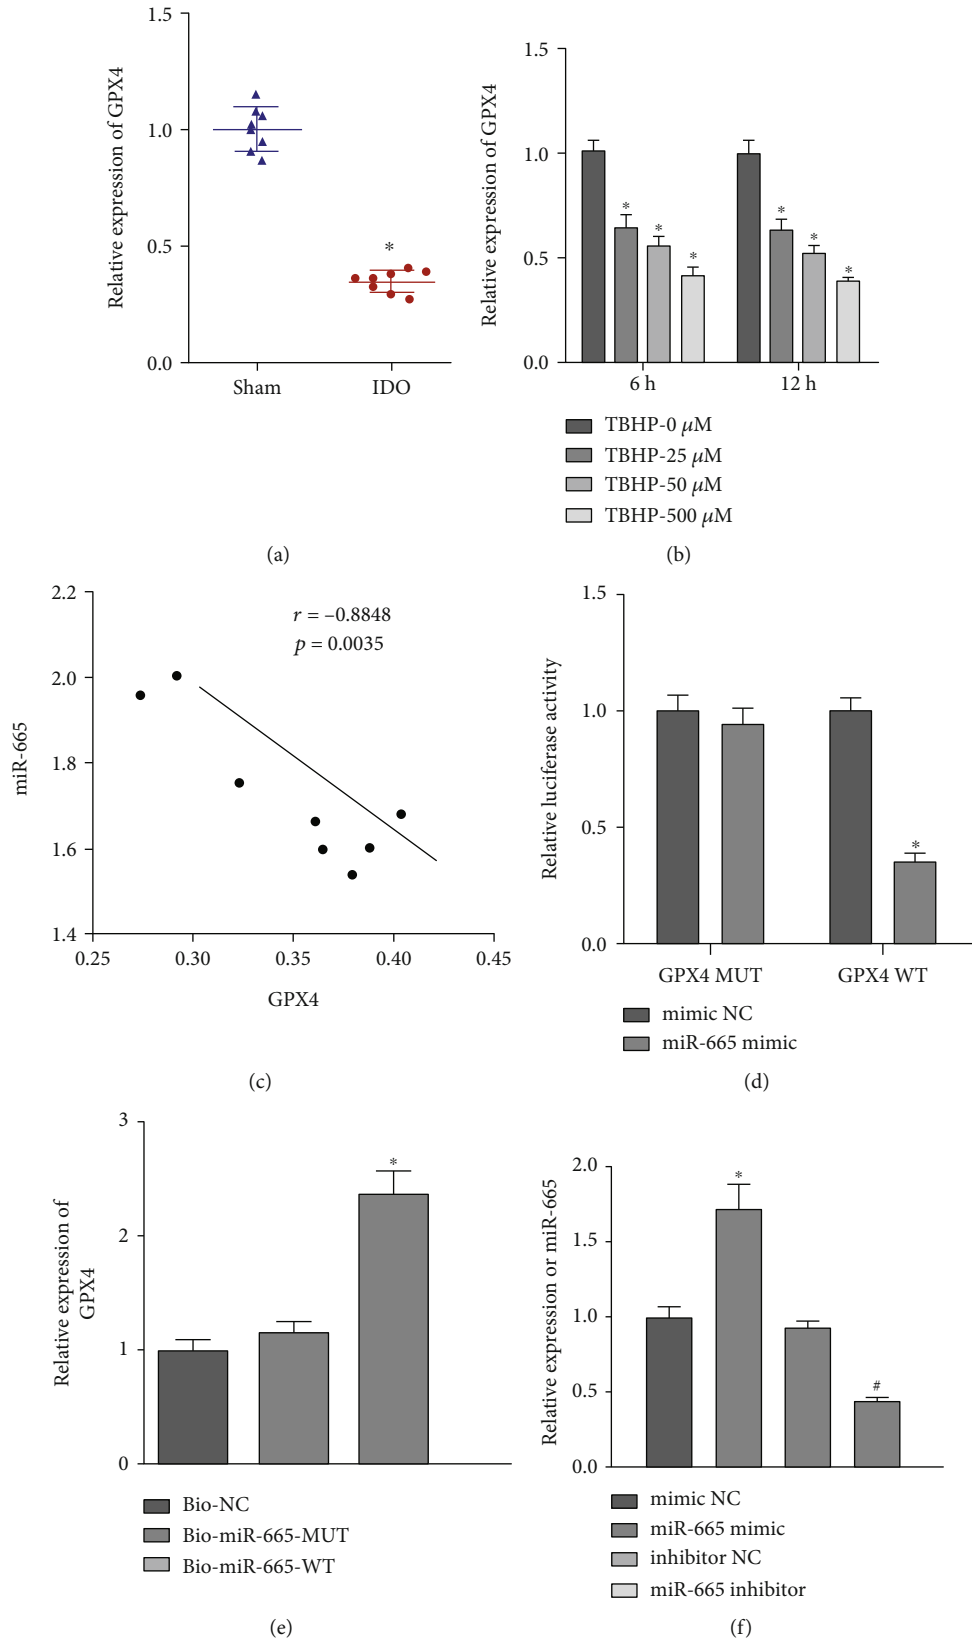 1.5
1.0
0.5
0.0
Relative expression of GPX4
*
Sham
IDO
(a)
1.5
1.0
0.5
0.0
Relative expression of GPX4
*
*
*
*
*
*
6 h
12 h
TBHP-0 μM
TBHP-25 μM
TBHP-50 μM
TBHP-500 μM
(b)
2.2
2.0
1.8
1.6
1.4
miR-665
r = –0.8848
p = 0.0035
0.25
0.30
0.35
0.40
0.45
GPX4
(c)
1.5
1.0
0.5
0.0
Relative luciferase activity
*
GPX4 MUT
GPX4 WT
mimic NC
miR-665 mimic
(d)
3
2
1
0
Relative expression of
GPX4
*
Bio-NC
Bio-miR-665-MUT
Bio-miR-665-WT
(e)
2.0
1.5
1.0
0.5
0.0
Relative expression or miR-665
*
#
mimic NC
miR-665 mimic
inhibitor NC
miR-665 inhibitor
(f)